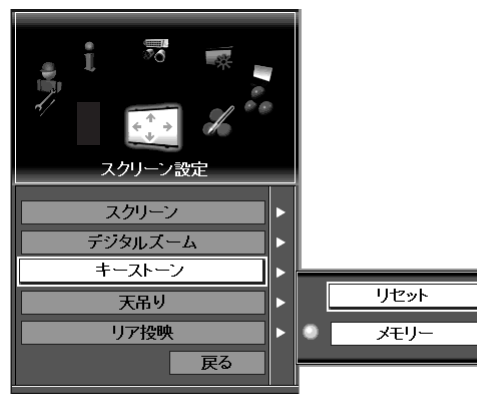 スクリーン設定
スクリーン
デジタルズーム
キーストーン
リセット
メモリー
天吊り
リア投映
戻る